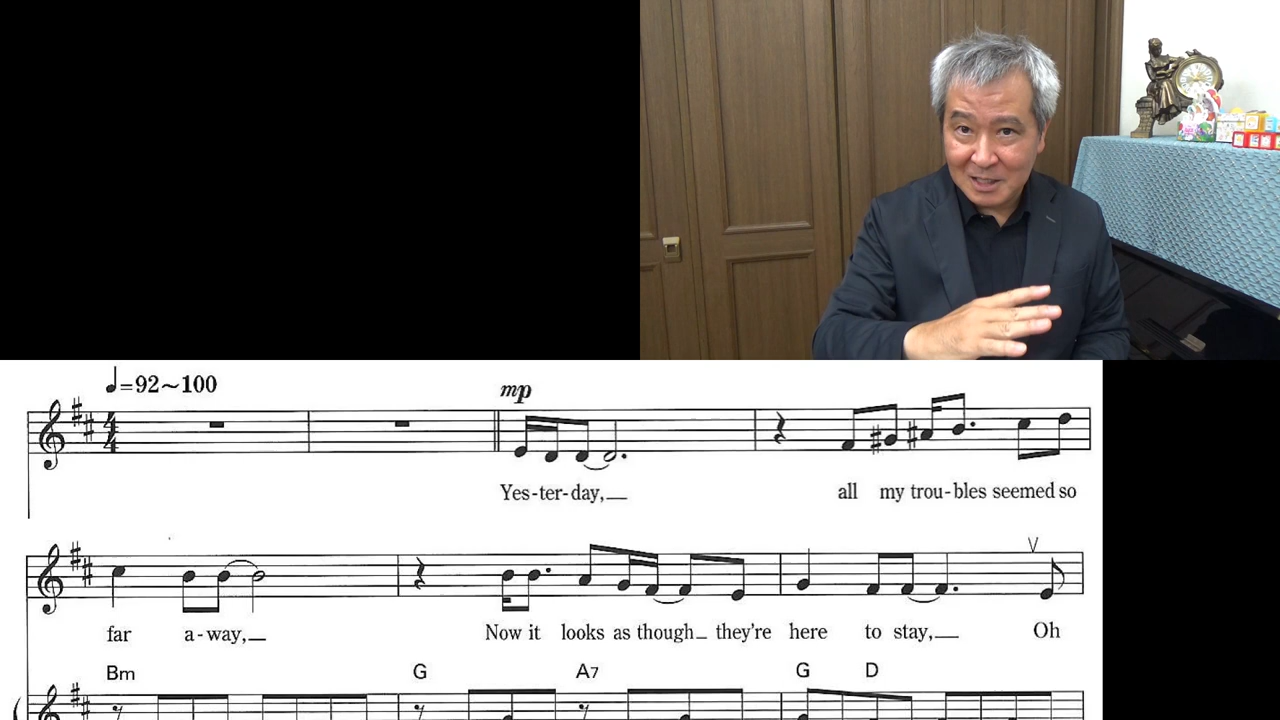 ♩=92~100
mp
Yes-ter-day,
all my trou-bles seemed so
far a-way, Now it looks as though they're here to stay, Oh
Bm G A7 G D